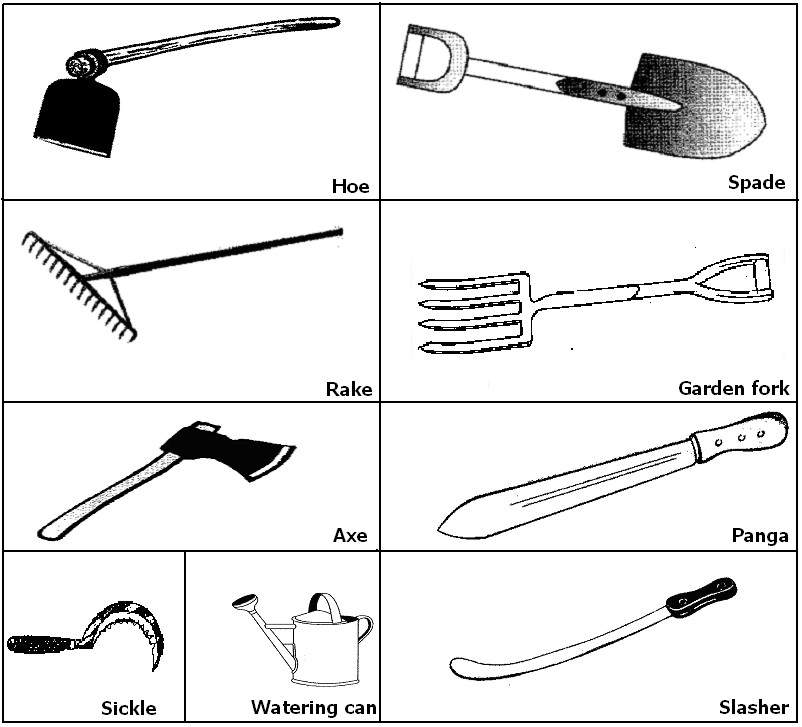 Hoe
Spade
Rake
Garden fork
Axe
Panga
Sickle
Watering can
Slasher